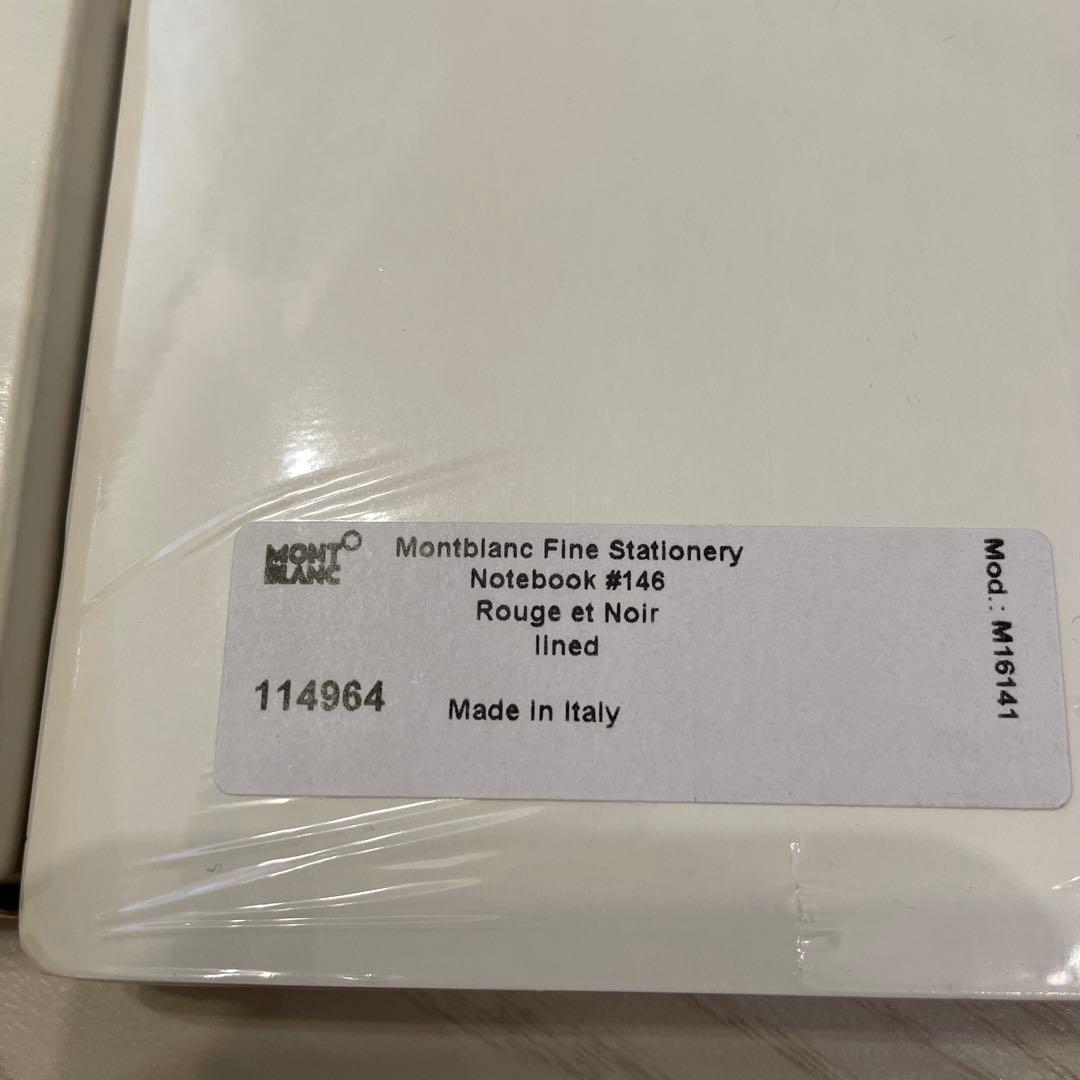 MONT
BLANC
Montblanc Fine Stationery
Notebook #146
Rouge et Noir
lined
114964
Made in Italy
Mod.: M16141